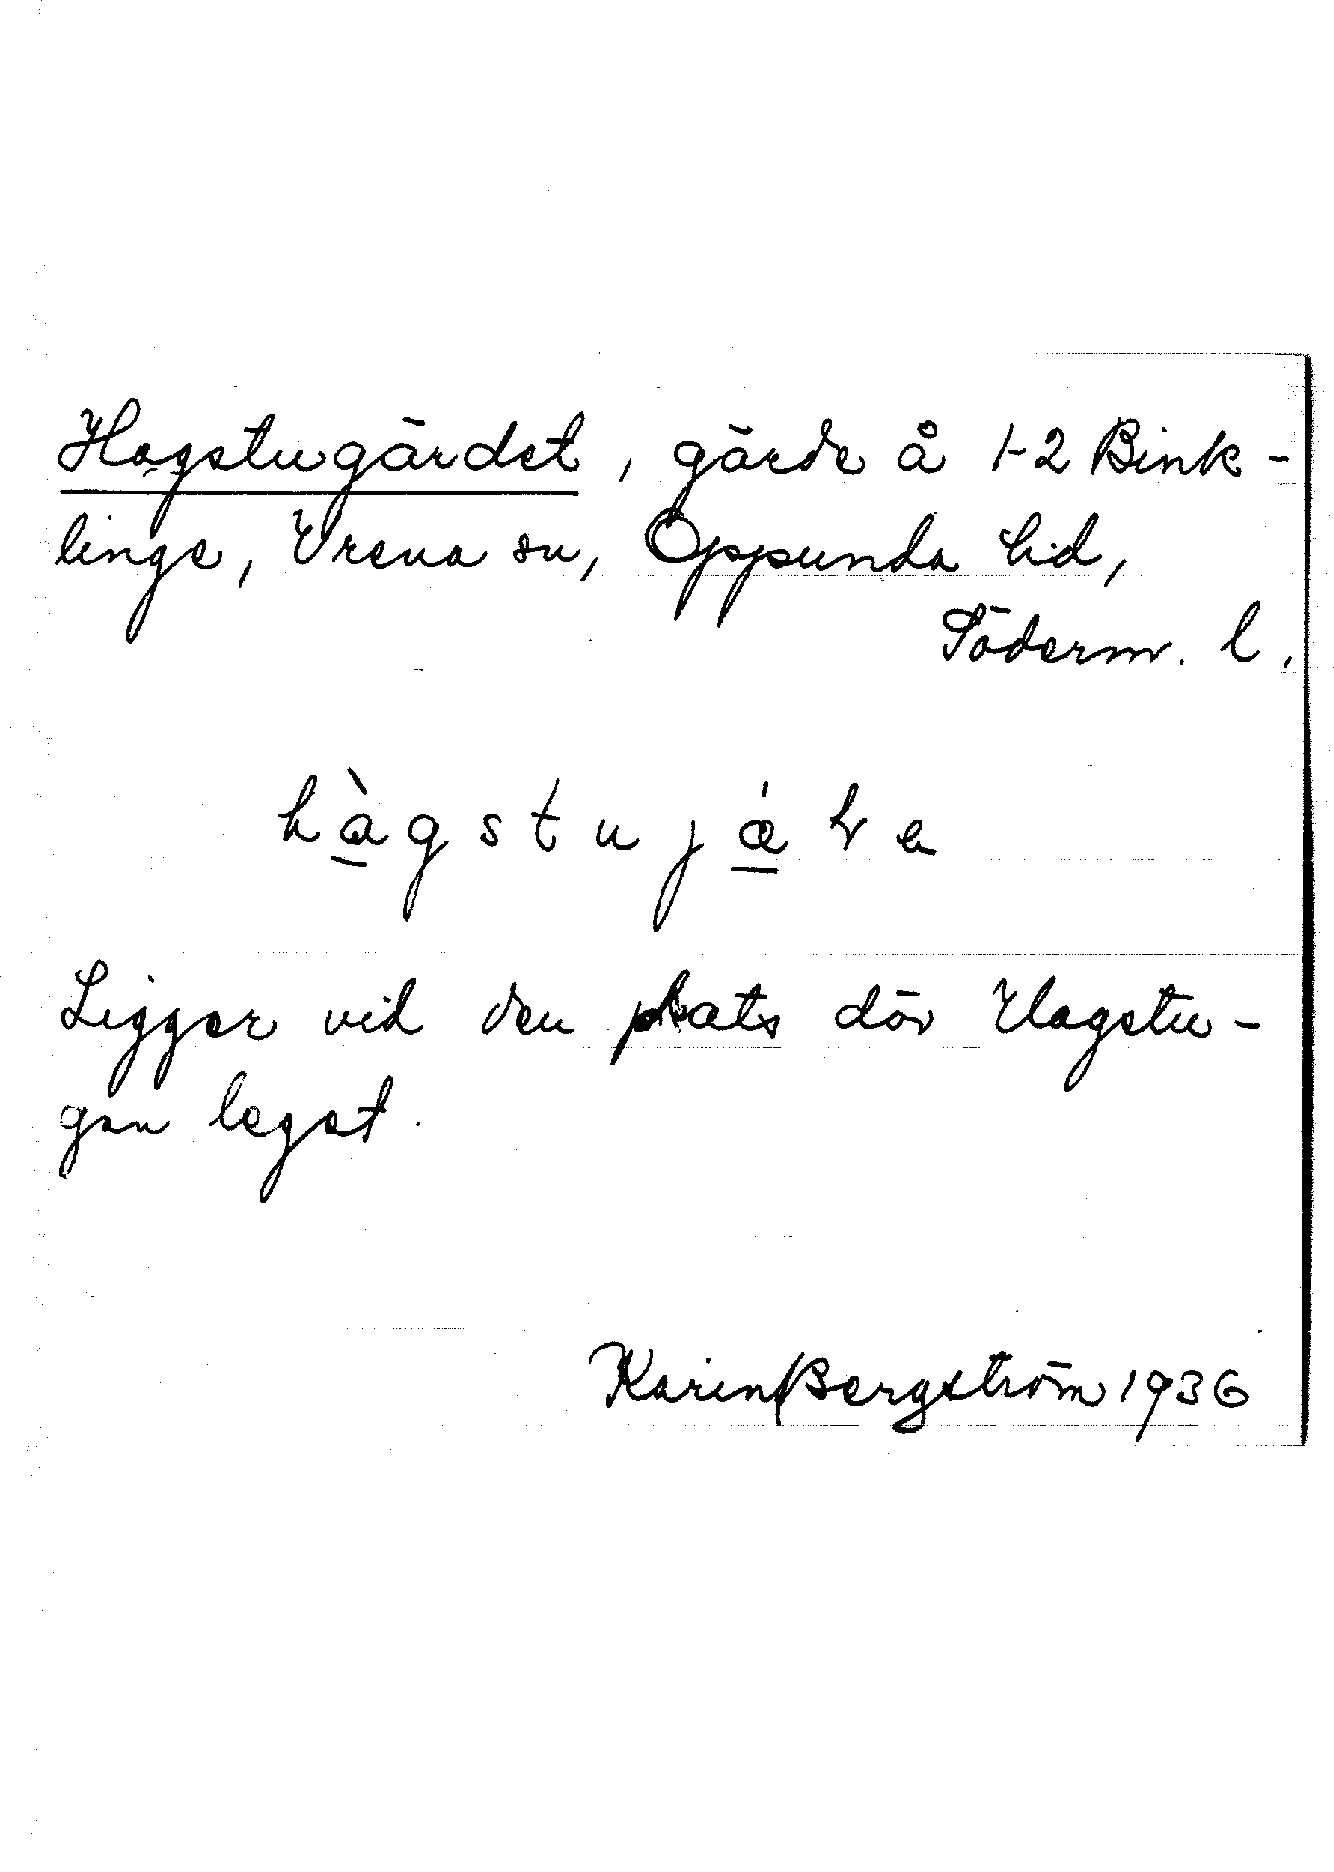 Hagstugärdet, gärde å 1-2 Bink-
linge, Vrena sn, Oppunda hd,
Söderm. l.
Ligger vid den plats där Hagstu-
gan legat.
Karin Bergström 1936